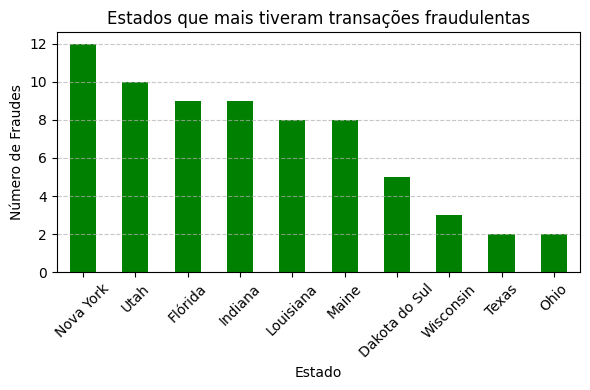 Estados que mais tiveram transações fraudulentas
Número de Fraudes
12
10
8
6
4
2
0
Nova York
Utah
Flórida
Indiana
Louisiana
Maine
Dakota do Sul
Wisconsin
Texas
Ohio
Estado